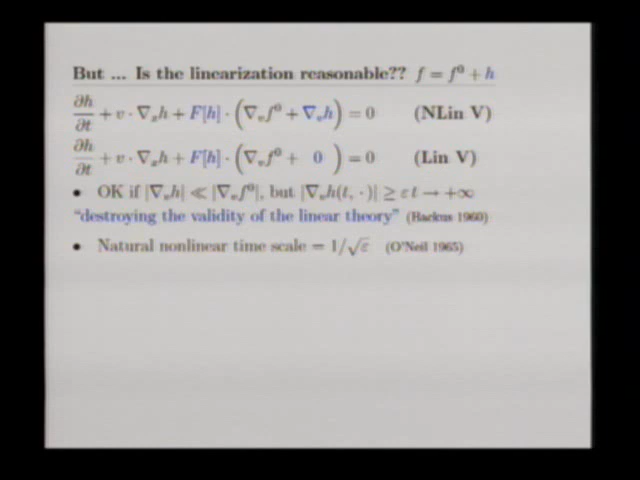 But ... Is the linearization reasonable?? f = f⁰ + h
∂h/∂t + v · ∇ₓh + F[h] · (∇ᵥf⁰ + ∇ᵥh) = 0 (NLin V)
∂h/∂t + v · ∇ₓh + F[h] · (∇ᵥf⁰ + 0 ) = 0 (Lin V)
• OK if |∇ᵥh| ≪ |∇ᵥf⁰|, but |∇ᵥh(t, ·)| ≥ ε t → +∞
“destroying the validity of the linear theory” (Backus 1960)
• Natural nonlinear time scale = 1/√ε (O'Neil 1965)